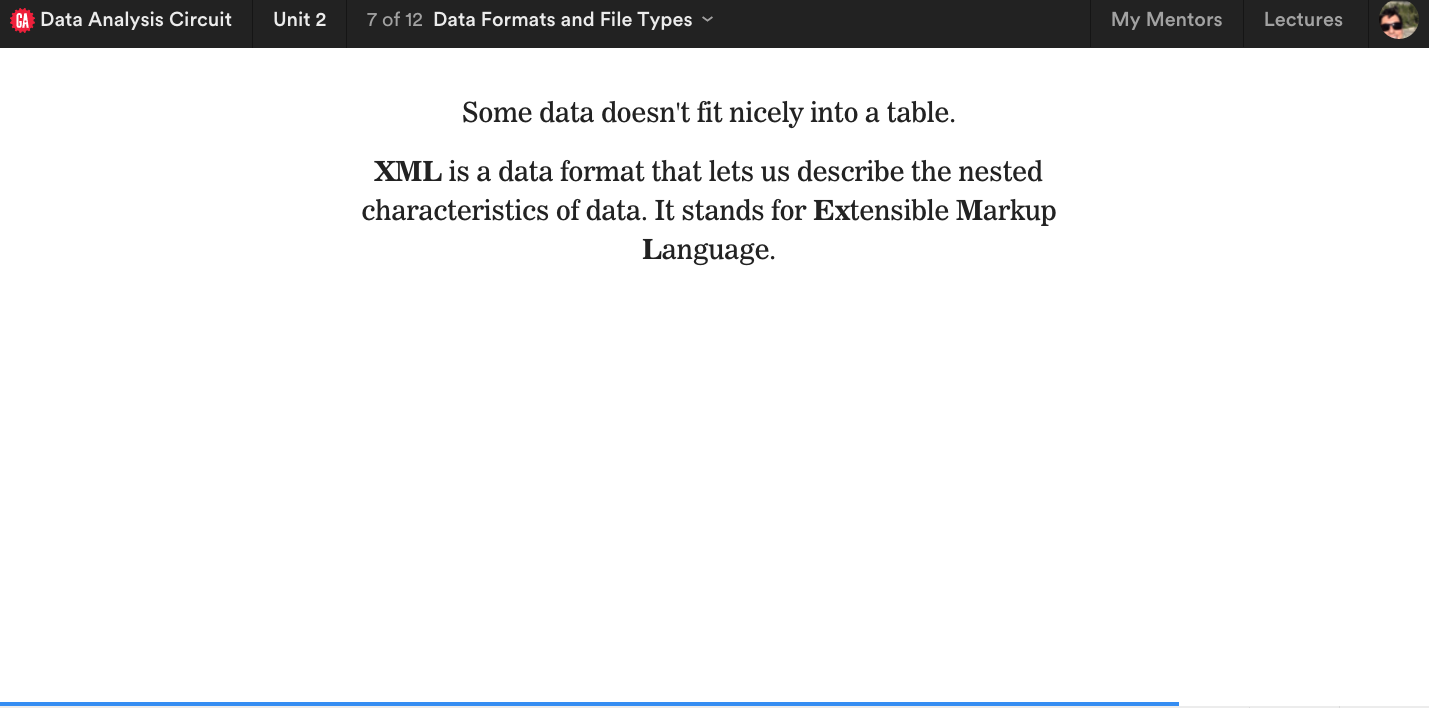 GA Data Analysis Circuit Unit 2 7 of 12 Data Formats and File Types My Mentors Lectures
Some data doesn't fit nicely into a table.
XML is a data format that lets us describe the nested
characteristics of data. It stands for Extensible Markup
Language.